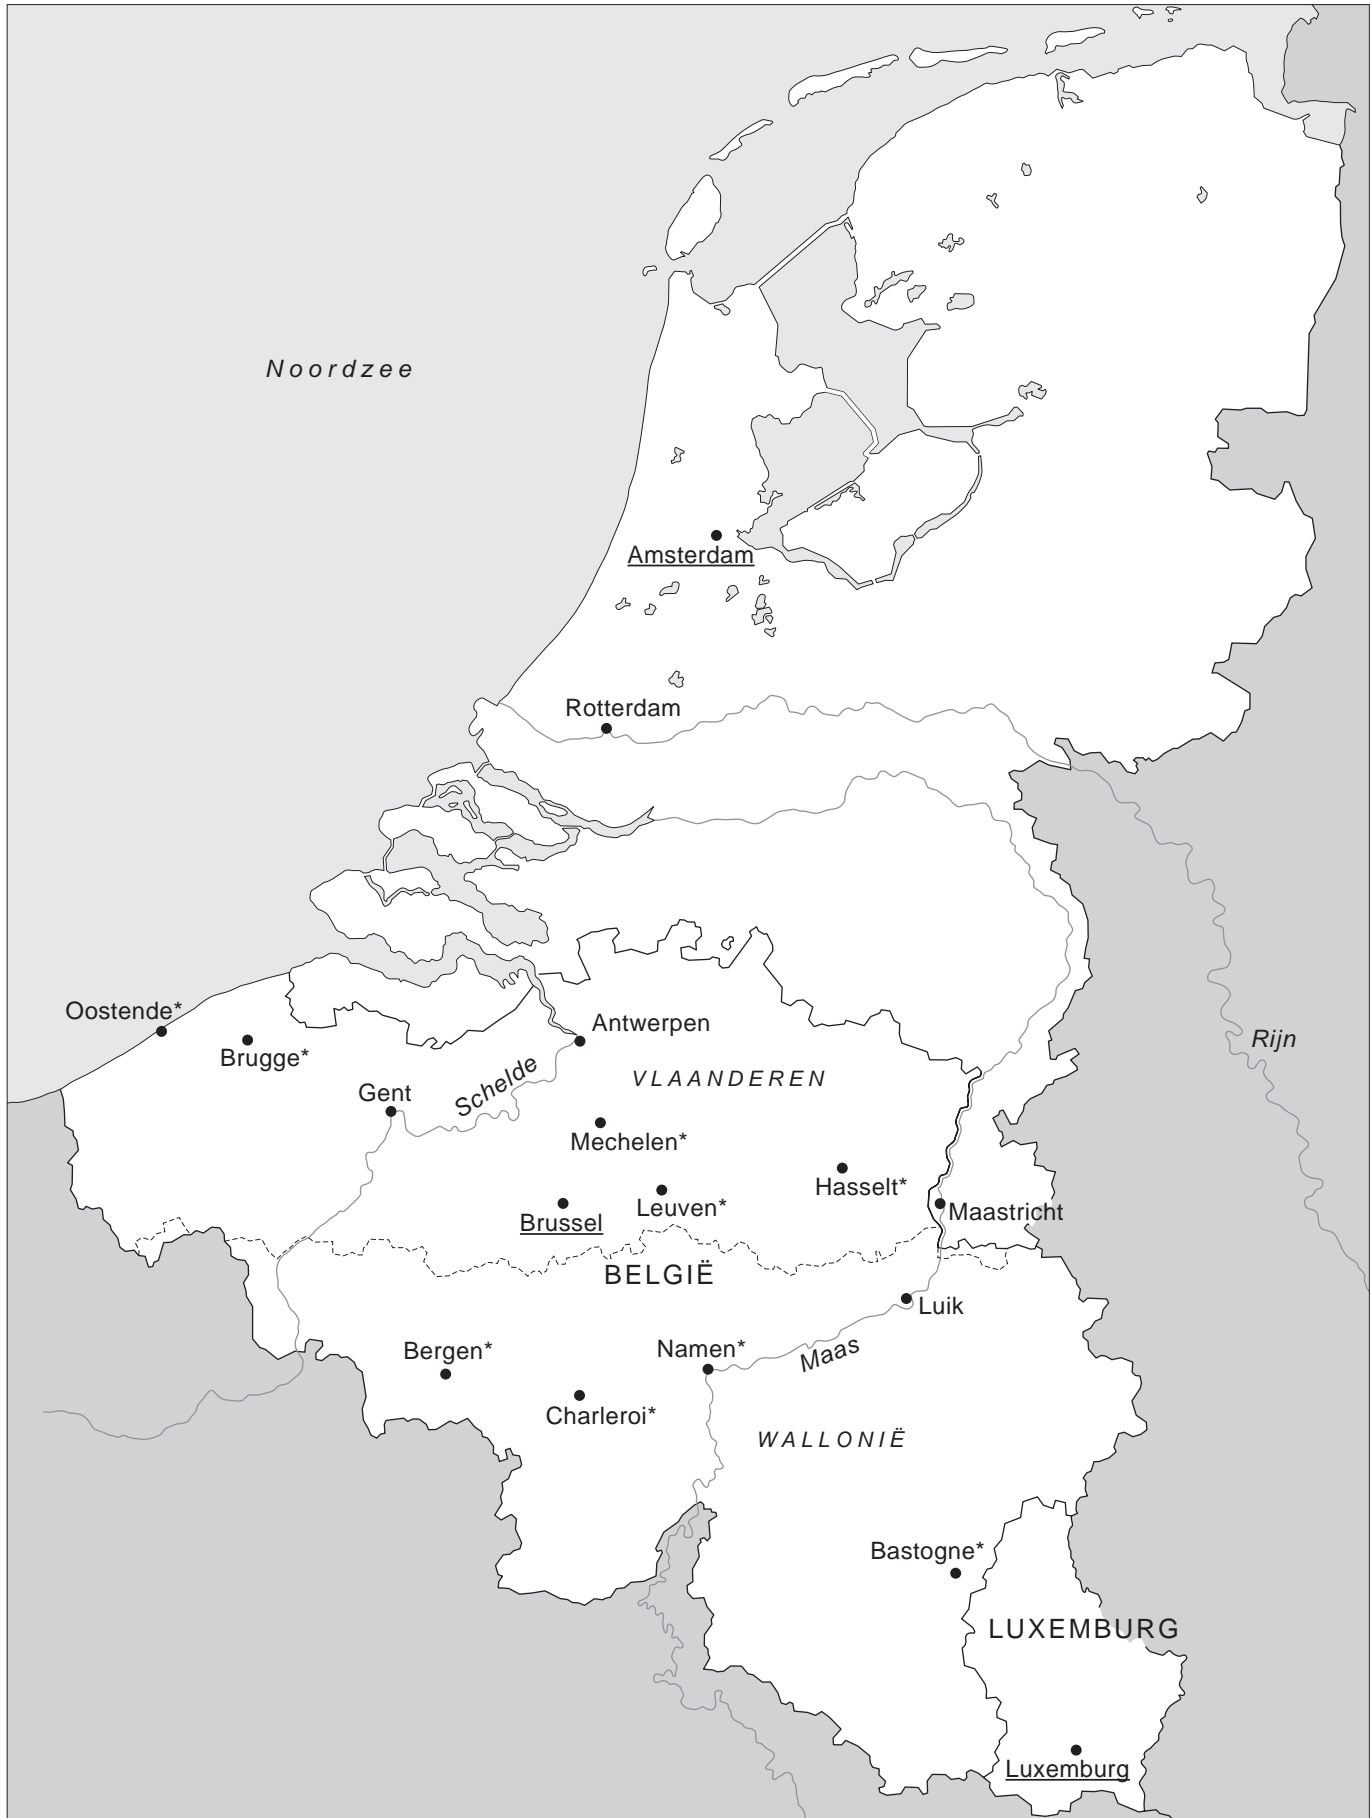 Noordzee
Amsterdam
Rotterdam
Oostende*
Antwerpen
Brugge*
Rijn
Schelde
VLAANDEREN
Gent
Mechelen*
Hasselt*
Leuven*
Maastricht
Brussel
BELGIË
Luik
Bergen*
Namen*
Maas
Charleroi*
WALLONIË
Bastogne*
LUXEMBURG
Luxemburg